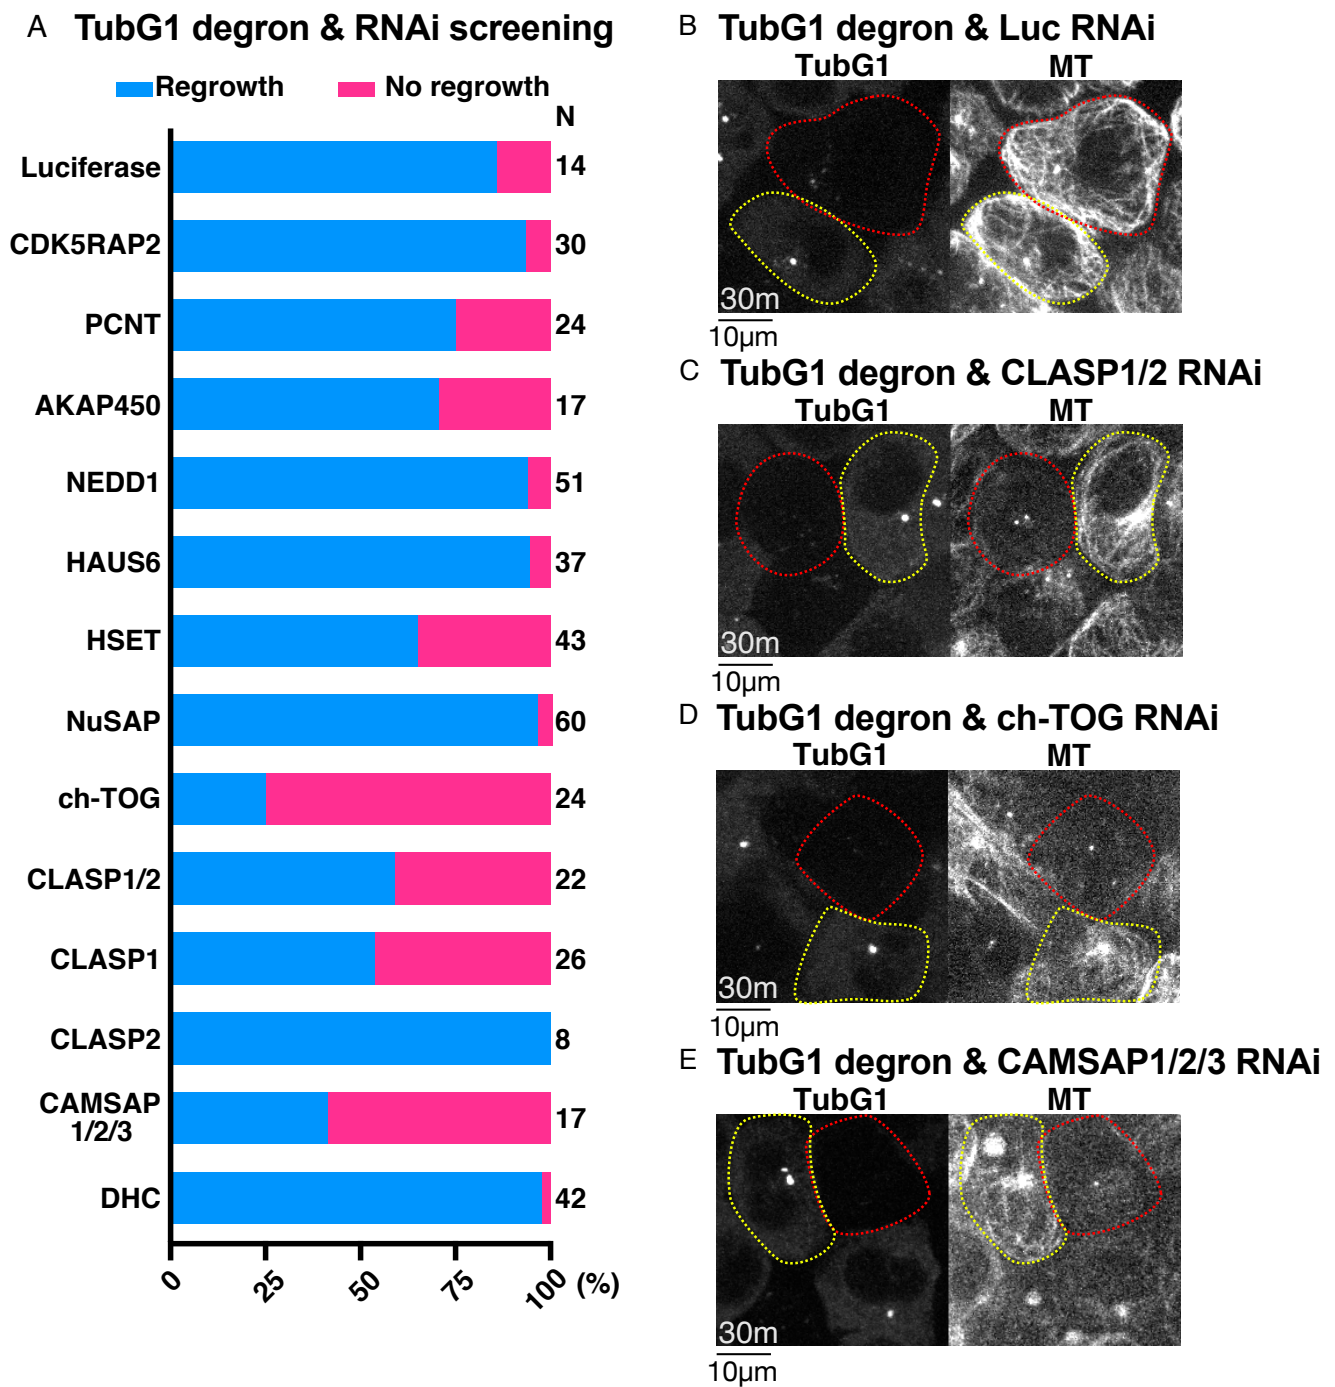 A TubG1 degron & RNAi screening
Regrowth No regrowth
N
Luciferase 14
CDK5RAP2 30
PCNT 24
AKAP450 17
NEDD1 51
HAUS6 37
HSET 43
NuSAP 60
ch-TOG 24
CLASP1/2 22
CLASP1 26
CLASP2 8
CAMSAP
1/2/3 17
DHC 42
0 25 50 75 100 (%)
B TubG1 degron & Luc RNAi
TubG1 MT
30m
10μm
C TubG1 degron & CLASP1/2 RNAi
TubG1 MT
30m
10μm
D TubG1 degron & ch-TOG RNAi
TubG1 MT
30m
10μm
E TubG1 degron & CAMSAP1/2/3 RNAi
TubG1 MT
30m
10μm